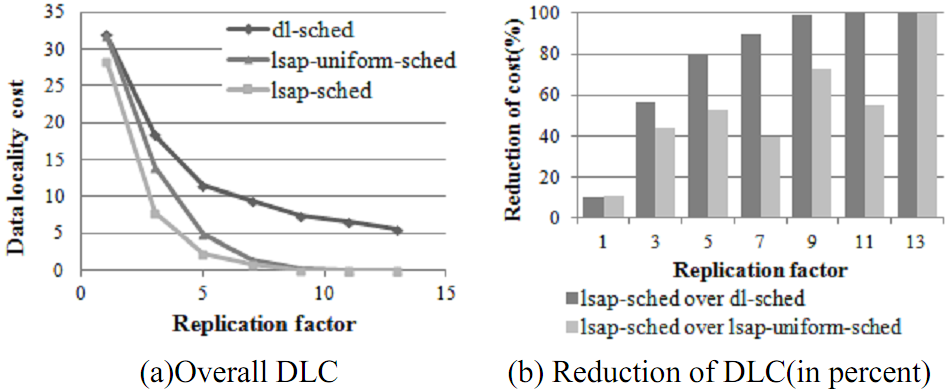 35
30
25
20
15
10
5
0
Data locality cost
dl-sched
lsap-uniform-sched
lsap-sched
0 5 10 15
Replication factor
(a)Overall DLC
100
80
60
40
20
0
Reduction of cost(%)
1 3 5 7 9 11 13
Replication factor
lsap-sched over dl-sched
lsap-sched over lsap-uniform-sched
(b) Reduction of DLC(in percent)